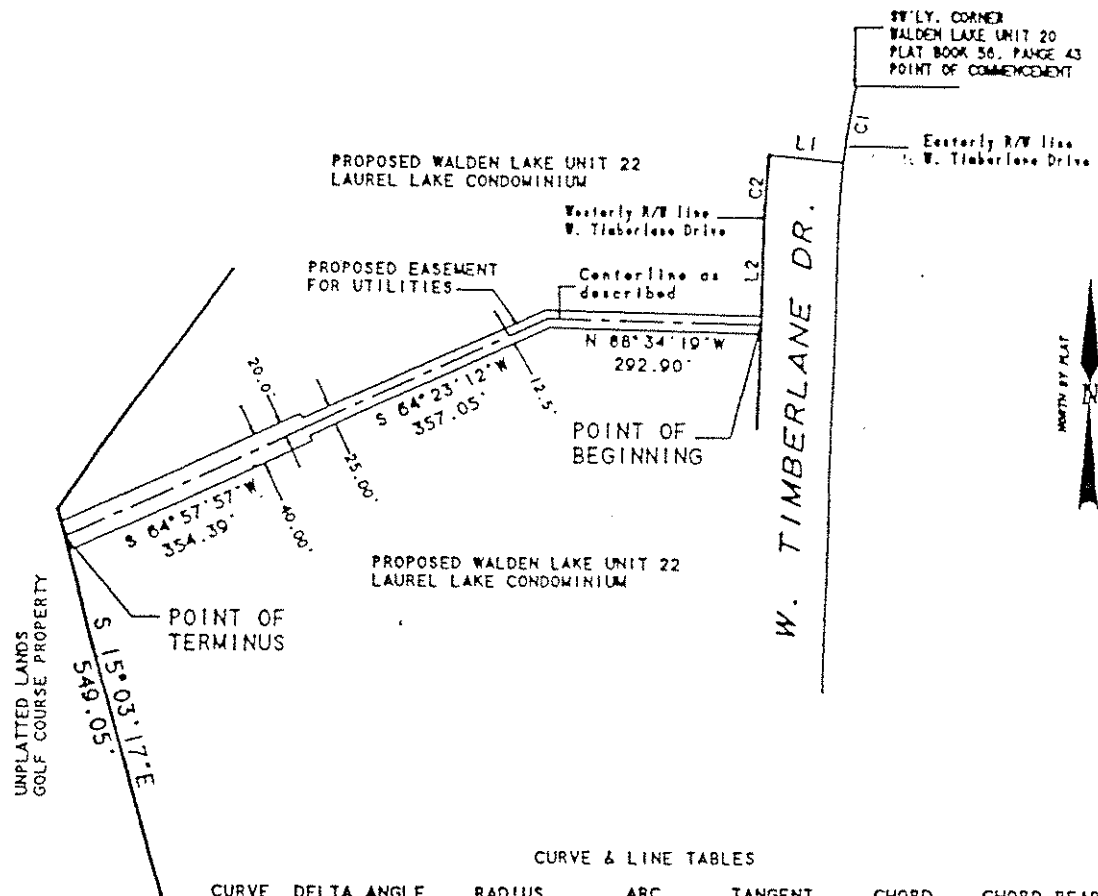 SW'LY. CORNER
WALDEN LAKE UNIT 20
PLAT BOOK 56, PANGE 43
POINT OF COMMENCEMENT
C1
L1
Easterly R/W line
W. Timberlane Drive
PROPOSED WALDEN LAKE UNIT 22
LAUREL LAKE CONDOMINIUM
C2
Westerly R/W line
W. Timberlane Drive
L2
PROPOSED EASEMENT
FOR UTILITIES
Centerline as
described
N 88°34'19"W
292.90'
W. TIMBERLANE DR.
NORTH BY PLAT
N
20.0'
S 64°23'12"W
357.05'
12.5'
POINT OF
BEGINNING
25.00'
40.00'
S 64°57'57"W
354.39'
PROPOSED WALDEN LAKE UNIT 22
LAUREL LAKE CONDOMINIUM
POINT OF
TERMINUS
UNPLATTED LANDS
GOLF COURSE PROPERTY
S 15°03'17"E
549.05'
CURVE & LINE TABLES
CURVE DELTA ANGLE RADIUS ARC TANGENT CHORD CHORD BEAR